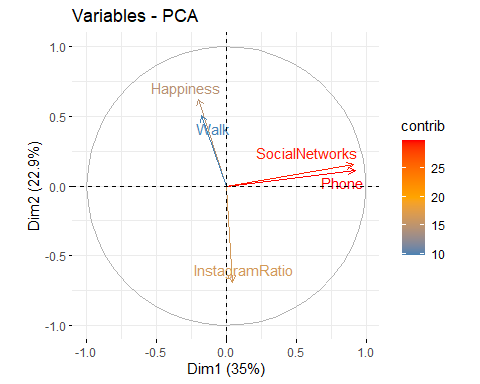 Variables - PCA
1.0
Happiness
contrib
0.5
Walk
SocialNetworks
25
Phone
20
0.0
Dim2 (22.9%)
15
10
-0.5
InstagramRatio
-1.0
-1.0 -0.5 0.0 0.5 1.0
Dim1 (35%)